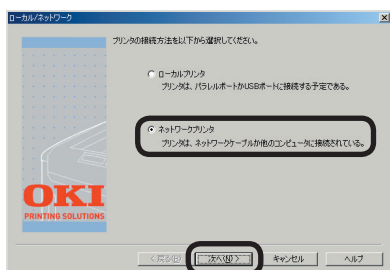 ローカル/ネットワーク
プリンタの接続方法を以下から選択してください。
ローカルプリンタ
プリンタは、パラレルポートかUSBポートに接続する予定である。
ネットワークプリンタ
プリンタは、ネットワークケーブルか他のコンピュータに接続されている。
OKI
PRINTING SOLUTIONS
< 戻る(B)
次へ(N) >
キャンセル
ヘルプ